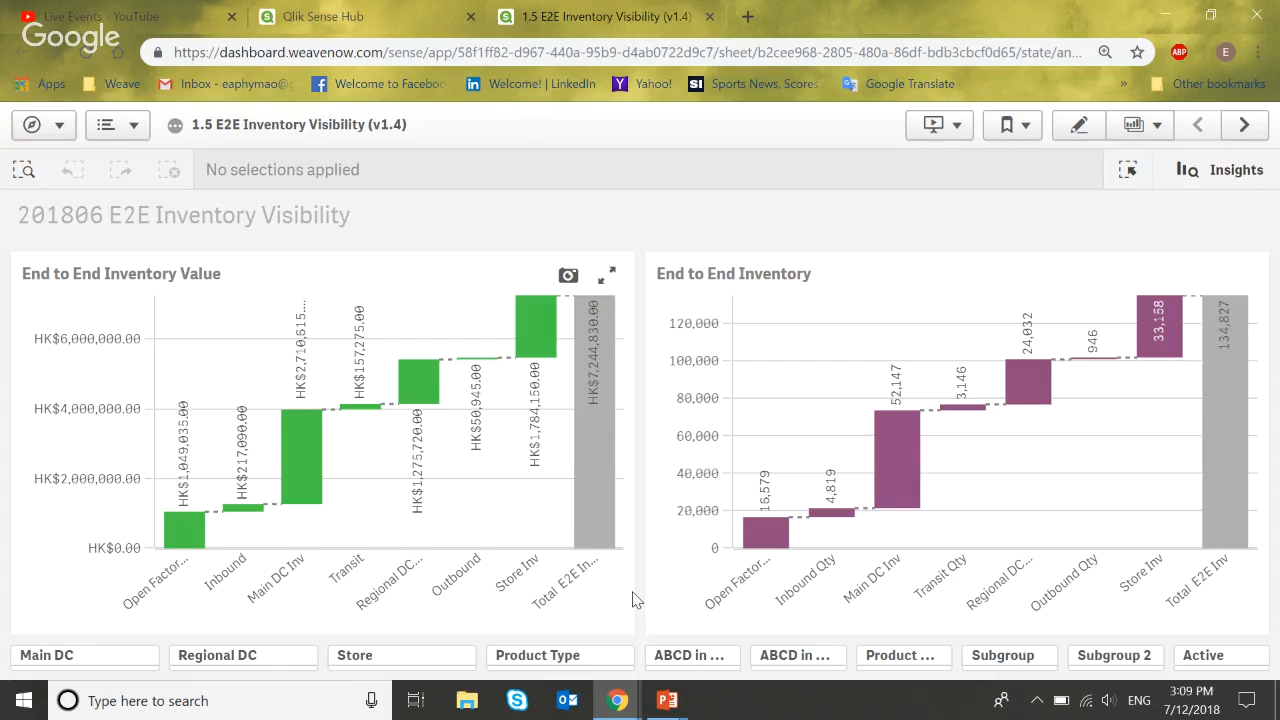 Live Events - YouTube
Qlik Sense Hub
1.5 E2E Inventory Visibility (v1.4)
Google
https://dashboard.weavenow.com/sense/app/58f1ff82-d967-440a-95b9-d4ab0722d9c7/sheet/b2cee968-2805-480a-86df-bdb3cbcf0d65/state/an...
ABP
E
Apps
Weave
Inbox - eaphymao@g
Welcome to Faceboo
Welcome! | LinkedIn
Yahoo!
Sports News, Scores
Google Translate
»
Other bookmarks
1.5 E2E Inventory Visibility (v1.4)
No selections applied
Insights
201806 E2E Inventory Visibility
End to End Inventory Value
HK$6,000,000.00
HK$4,000,000.00
HK$2,000,000.00
HK$0.00
HK$1,049,035.00
HK$217,090.00
HK$2,710,615....
HK$157,275.00
HK$1,275,720.00
HK$50,945.00
HK$1,784,150.00
HK$7,244,830.00
Open Factor...
Inbound
Main DC Inv
Transit
Regional DC...
Outbound
Store Inv
Total E2E In...
End to End Inventory
120,000
100,000
80,000
60,000
40,000
20,000
0
16,579
4,819
52,147
3,146
24,032
946
33,158
134,827
Open Factor...
Inbound Qty
Main DC Inv
Transit Qty
Regional DC...
Outbound Qty
Store Inv
Total E2E Inv
Main DC
Regional DC
Store
Product Type
ABCD in ...
ABCD in ...
Product ...
Subgroup
Subgroup 2
Active
Type here to search
ENG
3:09 PM
7/12/2018